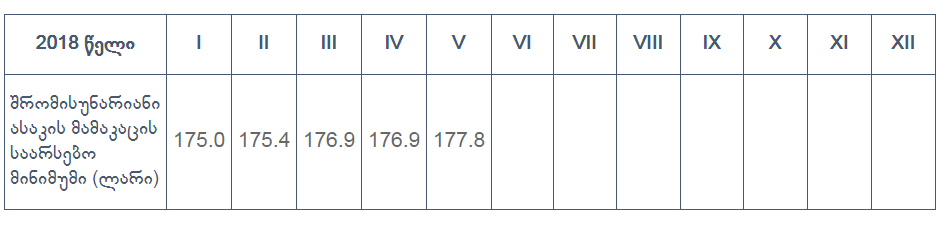 2018 წელი I II III IV V VI VII VIII IX X XI XII
შრომისუნარიანი
ასაკის მამაკაცის
საარსებო
მინიმუმი (ლარი)
175.0 175.4 176.9 176.9 177.8